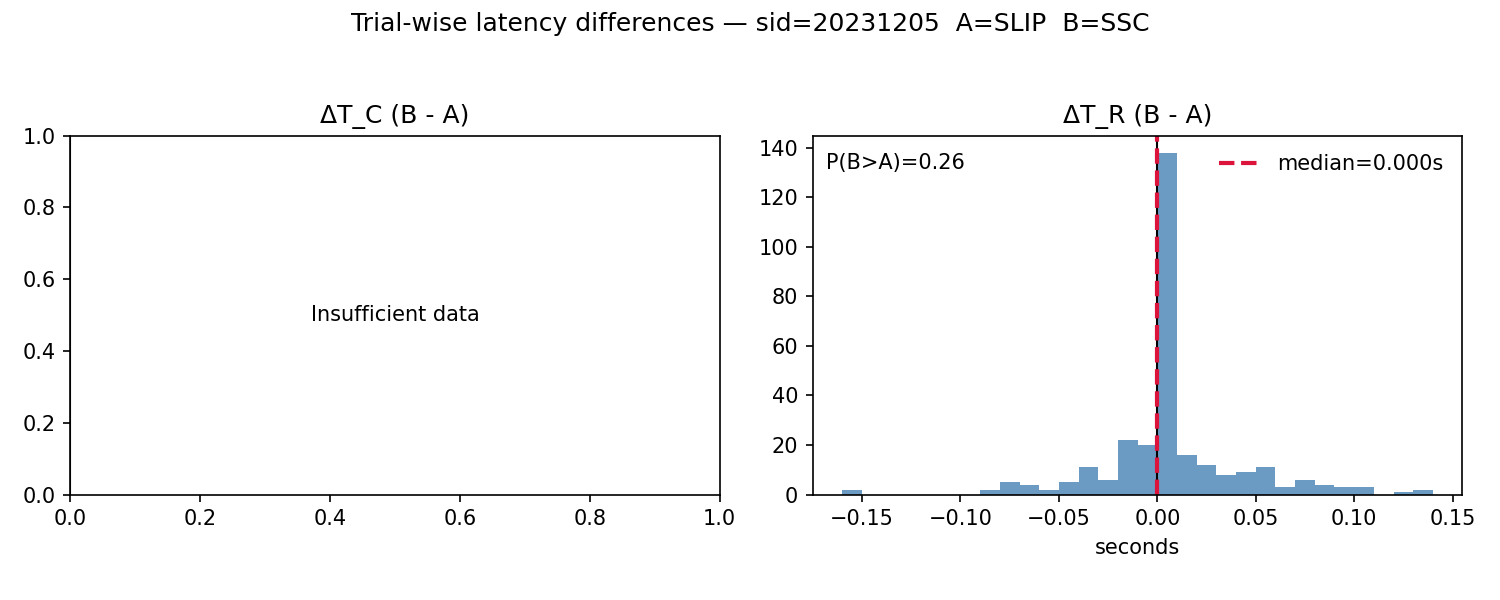 Trial-wise latency differences — sid=20231205  A=SLIP  B=SSC
ΔT_C (B - A)
1.0
0.8
0.6
0.4
0.2
0.0
Insufficient data
0.0 0.2 0.4 0.6 0.8 1.0
ΔT_R (B - A)
140
120
100
80
60
40
20
0
P(B>A)=0.26
median=0.000s
−0.15 −0.10 −0.05 0.00 0.05 0.10 0.15
seconds